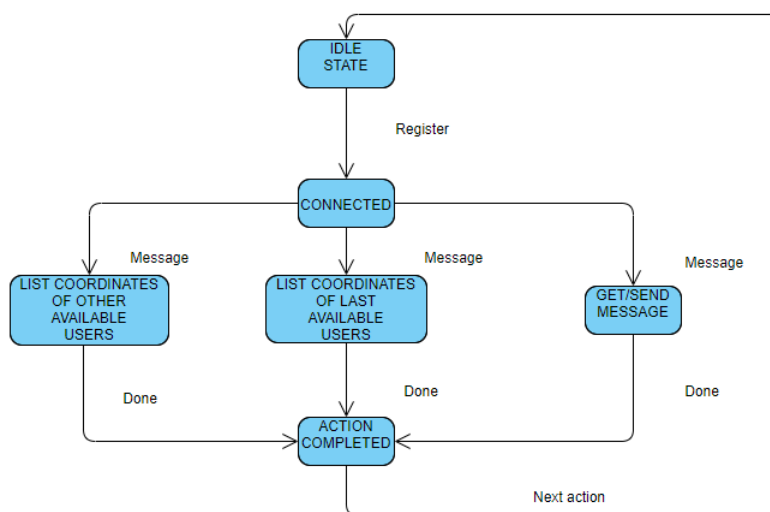 IDLE
STATE
Register
CONNECTED
Message
Message
Message
LIST COORDINATES
OF OTHER
AVAILABLE
USERS
LIST COORDINATES
OF LAST
AVAILABLE
USERS
GET/SEND
MESSAGE
Done
Done
Done
ACTION
COMPLETED
Next action